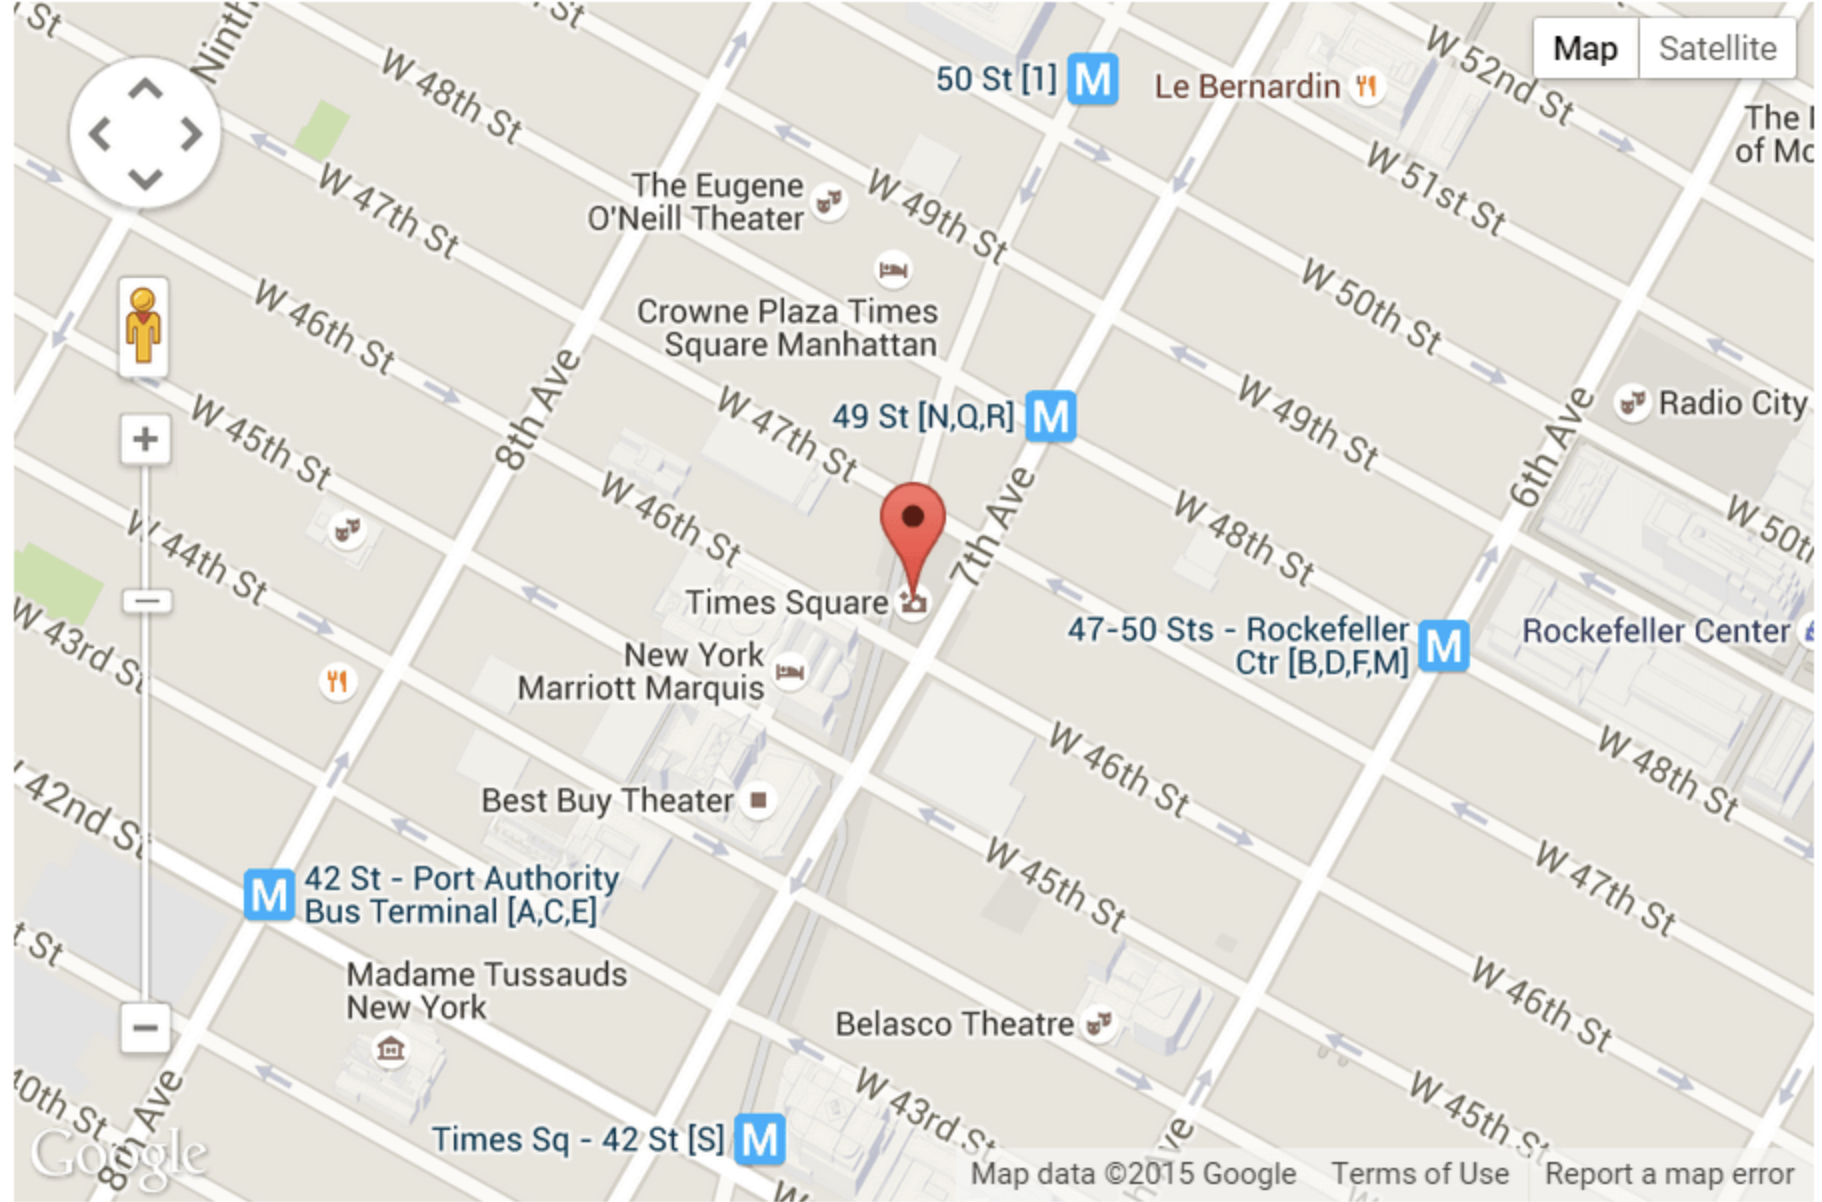 St
Ninth
St
W 48th St
50 St [1]
M
Le Bernardin
W 52nd St
Map
Satellite
The
of Mo
W 47th St
The Eugene
O'Neill Theater
W 49th St
W 51st St
W 46th St
Crowne Plaza Times
Square Manhattan
W 50th St
8th Ave
W 45th St
W 47th St
49 St [N,Q,R]
M
W 49th St
6th Ave
Radio City
W 44th St
W 46th St
7th Ave
W 48th St
W 50th
Times Square
W 43rd St
New York
Marriott Marquis
47-50 Sts - Rockefeller
Ctr [B,D,F,M]
M
Rockefeller Center
W 46th St
W 48th St
42nd St
Best Buy Theater
W 45th St
W 47th St
M
42 St - Port Authority
Bus Terminal [A,C,E]
t St
Madame Tussauds
New York
Belasco Theatre
W 46th St
40th St
8th Ave
W 43rd St
W 45th St
Times Sq - 42 St [S]
M
Ave
W
Google
Map data ©2015 Google
Terms of Use
Report a map error